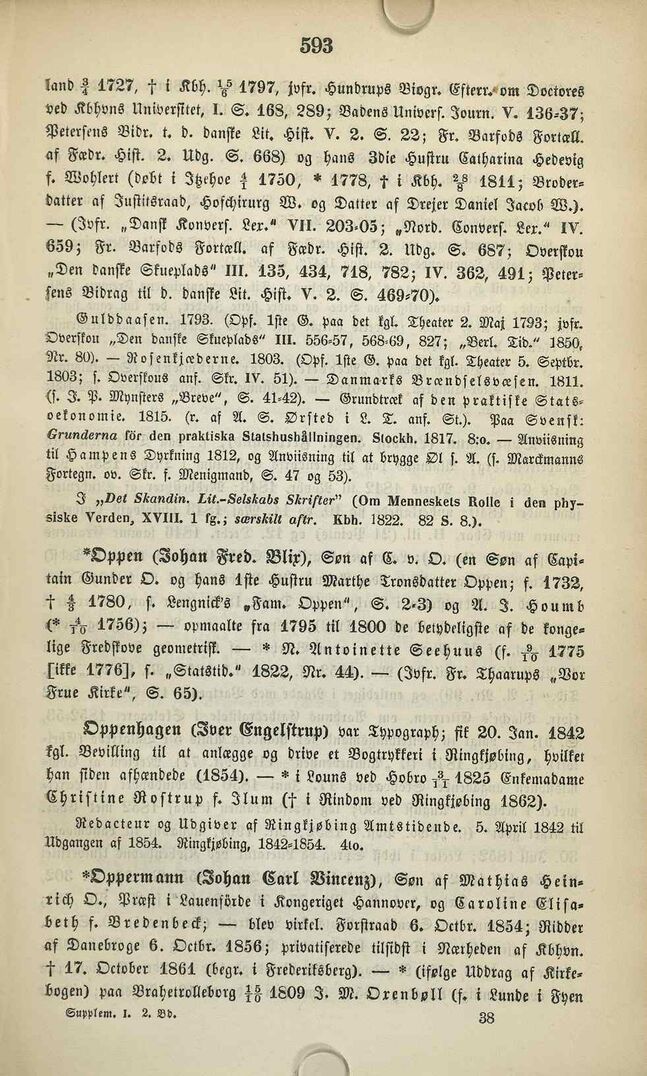 593
land 3/4 1727, † i Kbh. 15/6 1797, jvfr. Hundrups Biogr. Efterr. om Doctores
ved Kbhvns Universitet, I. S. 168, 289; Badens Univers. Journ. V. 136-37;
Petersens Bidr. t. d. danske Lit. Hist. V. 2. S. 22; Fr. Barfods Fortæll.
af Fædr. Hist. 2. Udg. S. 668) og hans 3die Hustru Catharina Hedevig
f. Wohlert (døbt i Itzehoe 1750, * 1778, † i Kbh. 28/8 1811; Broder-
datter af Justitsraad, Hofchirurg W. og Datter af Drejer Daniel Jacob W.).
— (Jvfr. „Dansk Konvers. Lex." VII. 203-05; „Nord. Convers. Lex." IV.
659; Fr. Barfods Fortæll. af Fædr. Hist. 2. Udg. S. 687; Overskou
„Den danske Skueplads" III. 135, 434, 718, 782; IV. 362, 491; Peter-
sens Bidrag til d. danske Lit. Hist. V. 2. S. 469-70).
Gulddaasen. 1793. (Opf. 1ste G. paa det kgl. Theater 2. Maj 1793; jvfr.
Overskou „Den danske Skueplads" III. 556-57, 568-69, 827; „Berl. Tid." 1850,
Nr. 80). — Rosenkjæderne. 1803. (Opf. 1ste G. paa det kgl. Theater 5. Septbr.
1803; s. Overskous anf. Skr. IV. 51). — Danmarks Brændselsvæsen. 1811.
(s. J. P. Mynsters „Breve", S. 41-42). — Grundtræk af den praktiske Stats-
oekonomie. 1815. (r. af A. S. Ørsted i L. T. anf. St.). Paa Svensk:
Grunderna för den praktiska Statshushållningen. Stockh. 1817. 8:o. — Anviisning
til Hampens Dyrkning 1812, og Anviisning til at brygge Øl s. A. (s. Marckmanns
Fortegn. ov. Skr. f. Menigmand, S. 47 og 53).
I „Det Skandin. Lit.-Selskabs Skrifter" (Om Menneskets Rolle i den phy-
siske Verden, XVIII. 1 fg.; særskilt aftr. Kbh. 1822. 82 S. 8.).
*Oppen (Johan Fred. Blix), Søn af C. v. O. (en Søn af Capi-
tain Gunder O. og hans 1ste Hustru Marthe Tronsdatter Oppen; f. 1732,
† 1780, s. Lengnick's „Fam. Oppen", S. 2-3) og A. J. Houmb
(* 4/10 1756); — opmaalte fra 1795 til 1800 de betydeligste af de konge-
lige Fredskove geometrisk. — * N. Antoinette Seehuus (f. 9/10 1775
[ikke 1776], s. „Statstid." 1822, Nr. 44). — (Jvfr. Fr. Thaarups „Vor
Frue Kirke", S. 65).
Oppenhagen (Iver Engelstrup) var Typograph; fik 20. Jan. 1842
kgl. Bevilling til at anlægge og drive et Bogtrykkeri i Ringkjøbing, hvilket
han siden afhændede (1854). — * i Louns ved Hobro 3/11 1825 Enkemadame
Christine Rostrup f. Ilum († i Rindom ved Ringkjøbing 1862).
Redacteur og Udgiver af Ringkjøbing Amtstidende. 5. April 1842 til
Udgangen af 1854. Ringkjøbing, 1842-1854. 4to.
*Oppermann (Johan Carl Vincenz), Søn af Mathias Hein-
rich O., Præst i Lauenförde i Kongeriget Hannover, og Caroline Elisa-
beth f. Bredenbeck; — blev virkel. Forstraad 6. Octbr. 1854; Ridder
af Danebroge 6. Octbr. 1856; privatiserede tilsidst i Nærheden af Kbhvn.
† 17. October 1861 (begr. i Frederiksberg). — * (ifølge Uddrag af Kirke-
bogen) paa Brahetrolleborg 15/10 1809 J. M. Oxenbøll (f. i Lunde i Fyen
Supplem. I. 2. Bd. 38